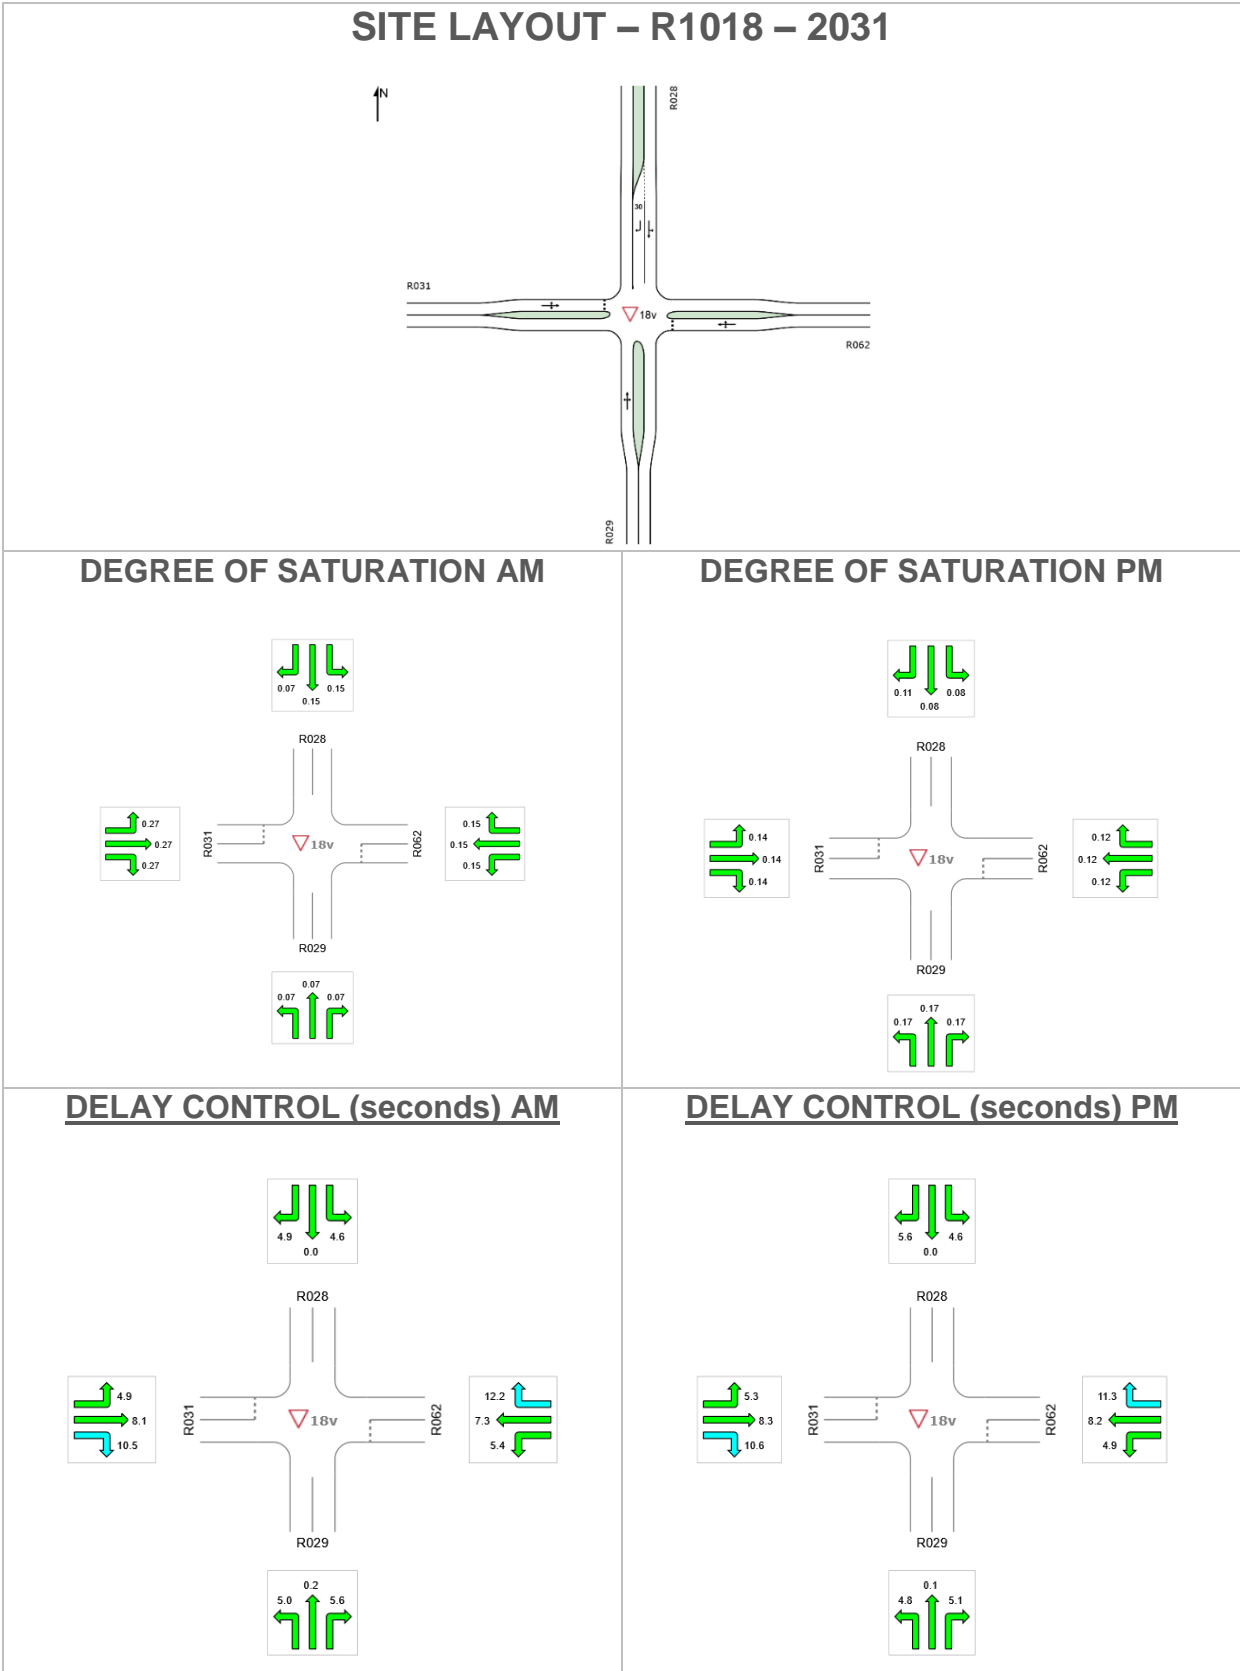 SITE LAYOUT – R1018 – 2031
N
R028
30
R031
18v
R062
R029
DEGREE OF SATURATION AM
0.07 0.15
0.15
R028
0.27
0.27
0.27
R031
18v
R062
0.15
0.15
0.15
R029
0.07
0.07 0.07
DEGREE OF SATURATION PM
0.11 0.08
0.08
R028
0.14
0.14
0.14
R031
18v
R062
0.12
0.12
0.12
R029
0.17
0.17 0.17
DELAY CONTROL (seconds) AM
4.9 4.6
0.0
R028
4.9
8.1
10.5
R031
18v
R062
12.2
7.3
5.4
R029
0.2
5.0 5.6
DELAY CONTROL (seconds) PM
5.6 4.6
0.0
R028
5.3
8.3
10.6
R031
18v
R062
11.3
8.2
4.9
R029
0.1
4.8 5.1